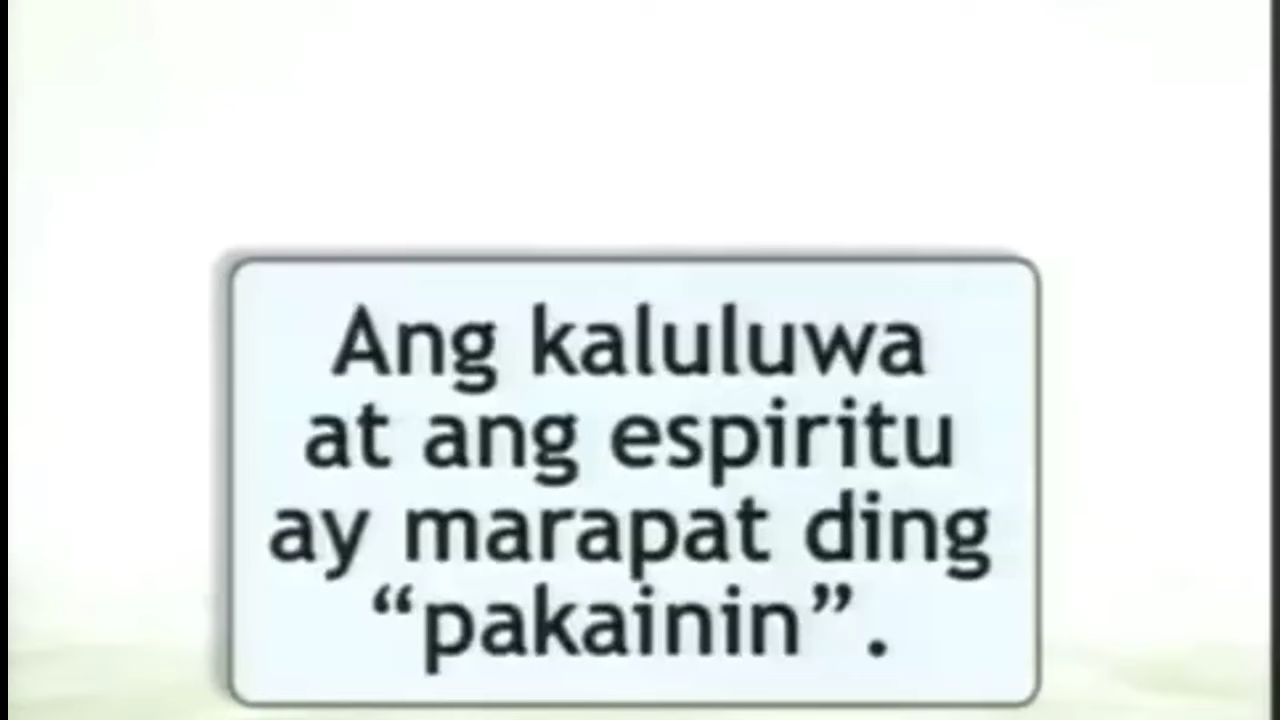 Ang kaluluwa
at ang espiritu
ay marapat ding
“pakainin”.